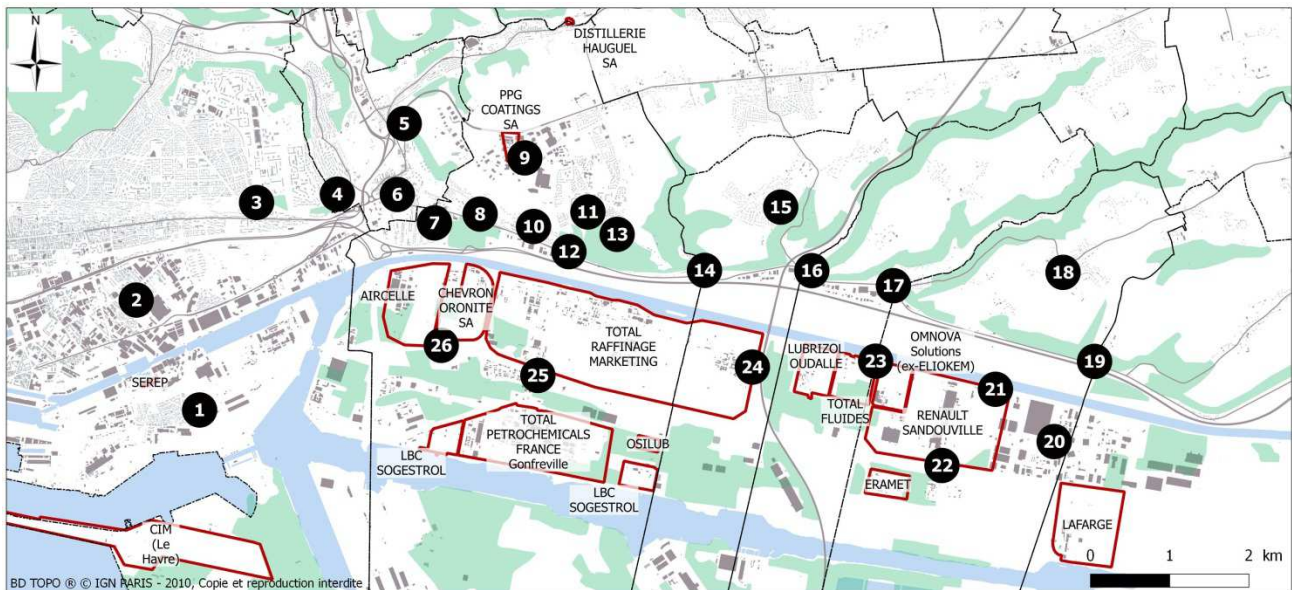 N
DISTILLERIE
HAUGUEL
SA
PPG
COATINGS
SA
5
9
3
4
6
7
8
10
11
12
13
15
14
16
17
18
2
AIRCELLE
CHEVRON
ORONITE
SA
TOTAL
RAFFINAGE
MARKETING
26
25
24
LUBRIZOL
OUDALLE
23
OMNOVA
Solutions
(ex-ELIOKEM)
19
21
SEREP
1
TOTAL
FLUIDES
RENAULT
SANDOUVILLE
20
22
LBC
SOGESTROL
TOTAL
PETROCHEMICALS
FRANCE
Gonfreville
OSILUB
LBC
SOGESTROL
ERAMET
LAFARGE
CIM
(Le
Havre)
0 1 2 km
BD TOPO ® © IGN PARIS - 2010, Copie et reproduction interdite